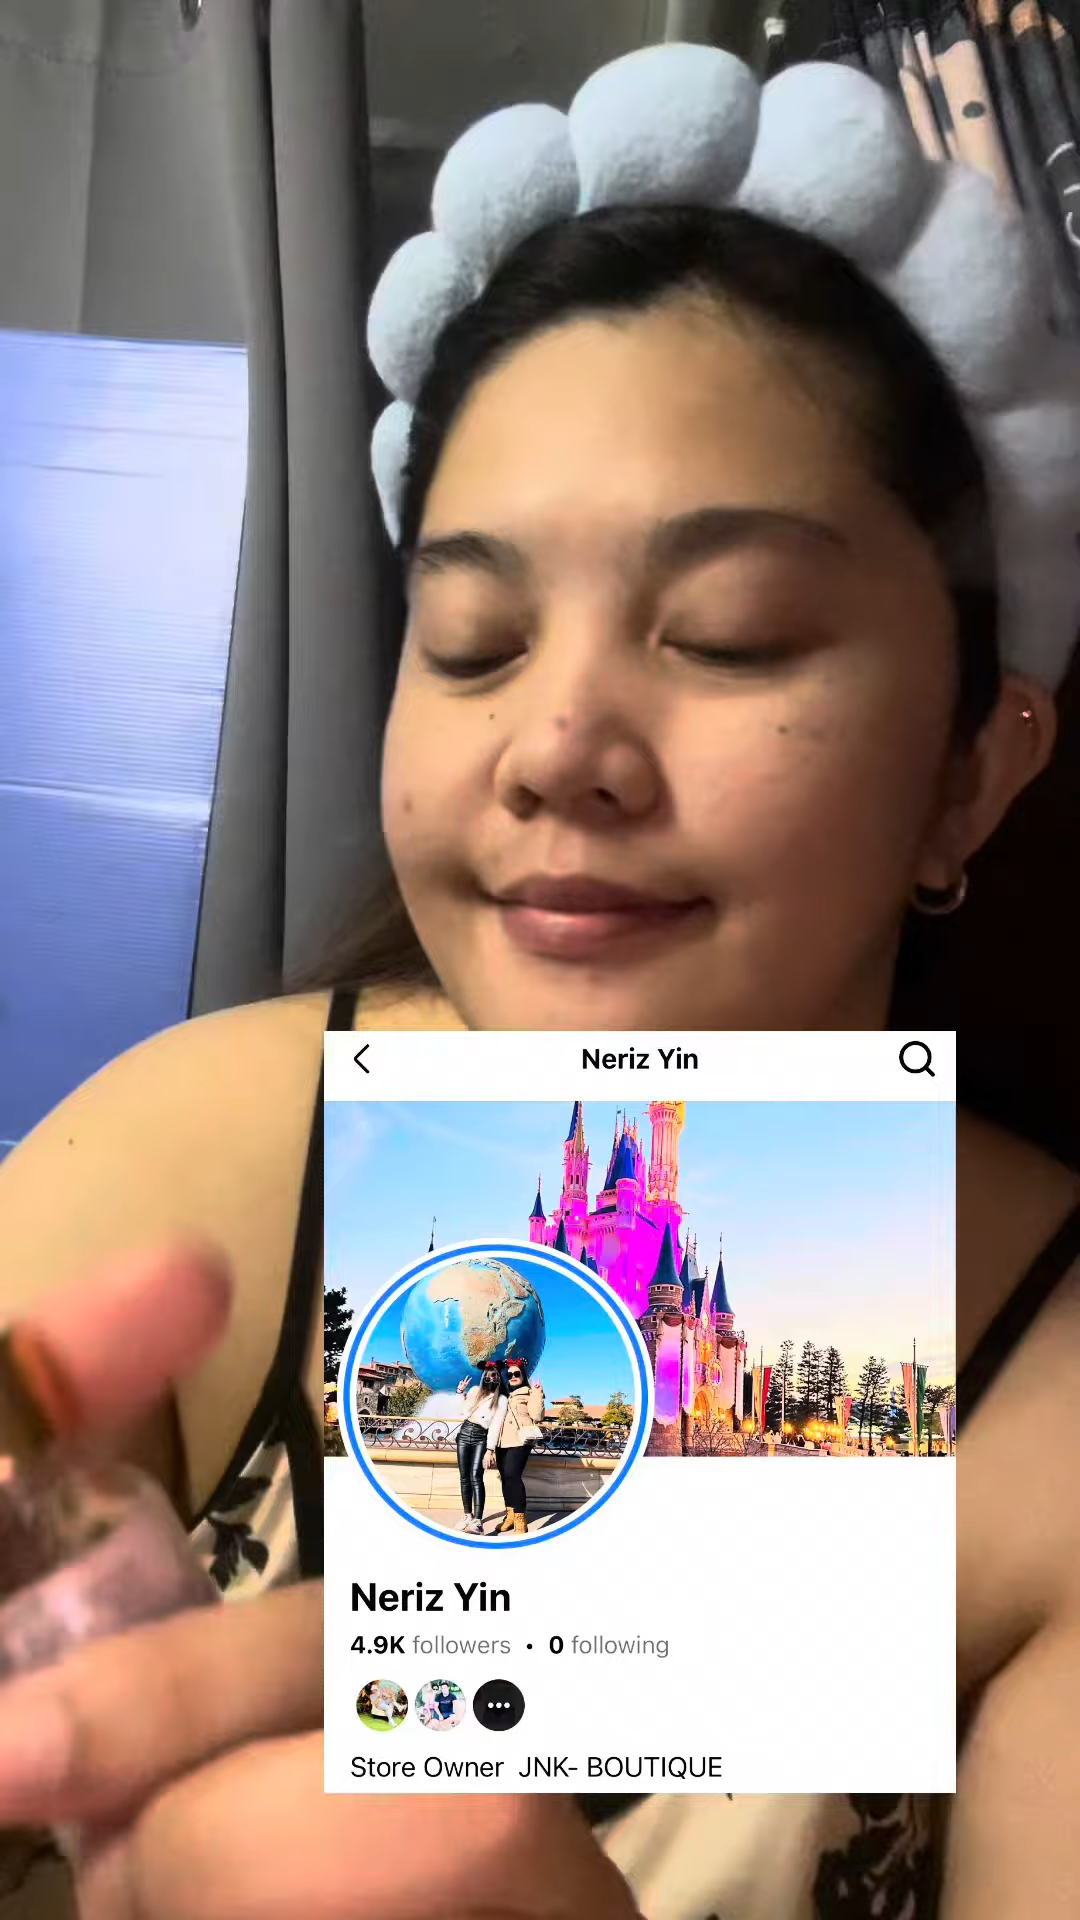 Neriz Yin
Neriz Yin
4.9K followers • 0 following
Store Owner JNK- BOUTIQUE